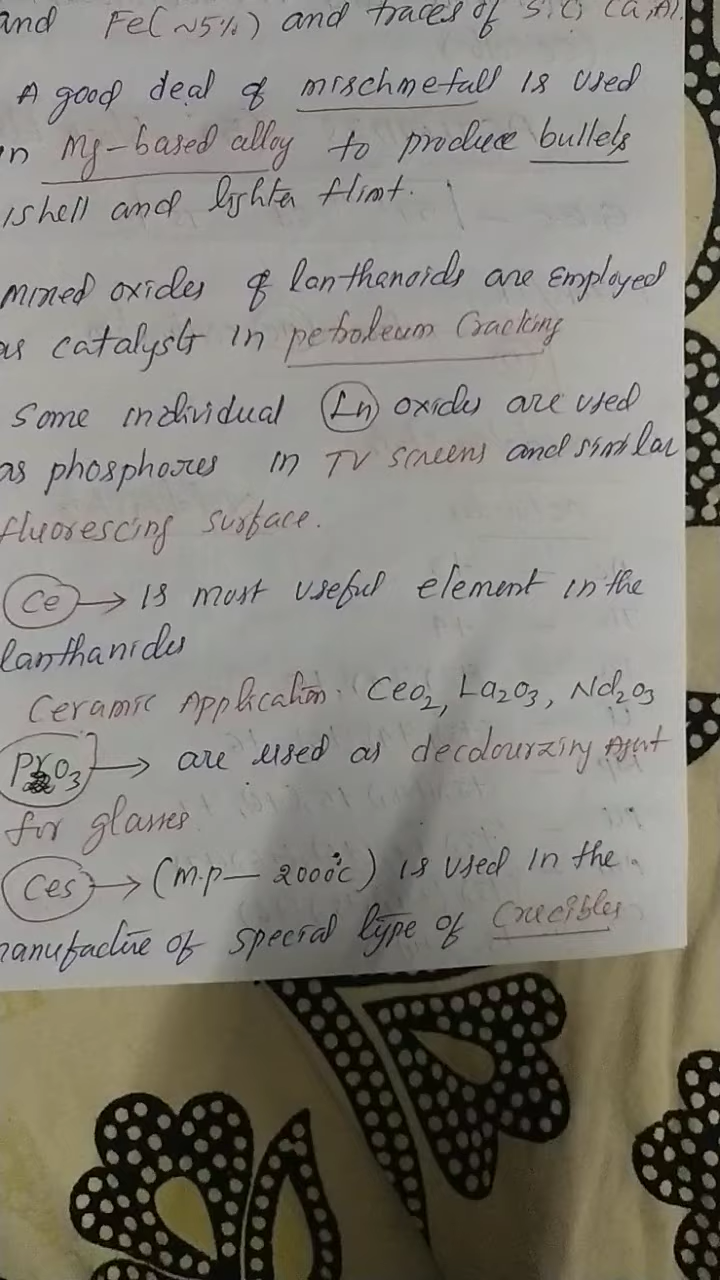 and Fe(~5%) and traces of S, C, Ca, Al.
A good deal of mischmetall is used
in Mg-based alloy to produce bullets
shell and lighter flint.
mixed oxides of lanthanoids are Employed
as catalysts in petroleum Cracking
Some individual Ln oxides are used
as phosphores in TV screens and similar
fluorescing surface.
Ce → is most useful element in the
lanthanides
Ceramic Application. CeO2, La2O3, Nd2O3
PrO3 → are used as decolourzing Agent
for glasses
Ces → (m.p— 2000°C) is used in the
manufactire of special type of Crucibles